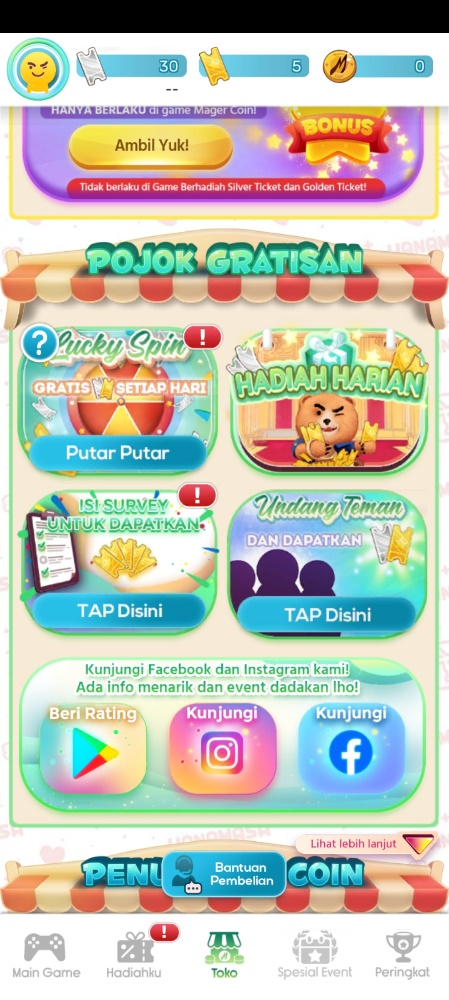 30
5
0
--
HANYA BERLAKU di game Mager Coin!
Ambil Yuk!
BONUS
Tidak berlaku di Game Berhadiah Silver Ticket dan Golden Ticket!
POJOK GRATISAN
?
Lucky Spin
!
GRATIS SETIAP HARI
Putar Putar
HADIAH HARIAN
!
ISI SURVEY
UNTUK DAPATKAN
TAP Disini
Undang Teman
DAN DAPATKAN
TAP Disini
Kunjungi Facebook dan Instagram kami!
Ada info menarik dan event dadakan lho!
Beri Rating
Kunjungi
Kunjungi
Lihat lebih lanjut
PENU
COIN
Bantuan
Pembelian
!
Main Game
Hadiahku
Toko
Spesial Event
Peringkat